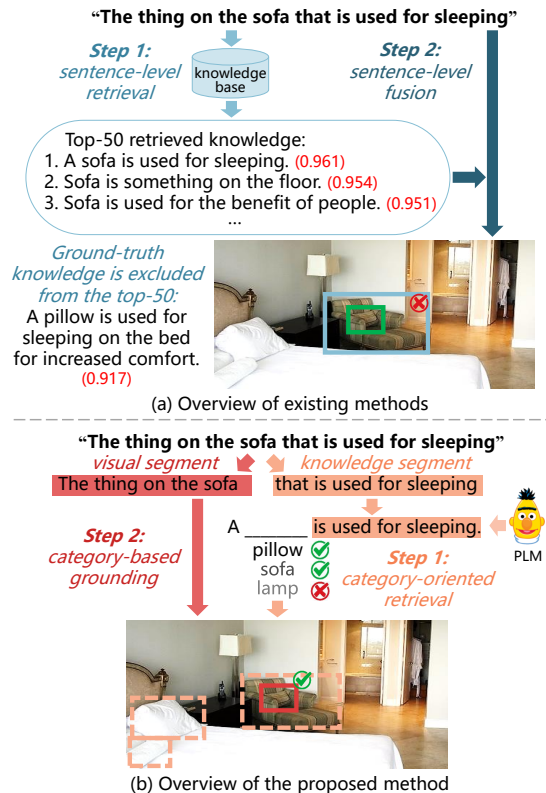 "The thing on the sofa that is used for sleeping"
Step 1:
sentence-level
retrieval
knowledge
base
Step 2:
sentence-level
fusion
Top-50 retrieved knowledge:
1. A sofa is used for sleeping. (0.961)
2. Sofa is something on the floor. (0.954)
3. Sofa is used for the benefit of people. (0.951)
...
Ground-truth
knowledge is excluded
from the top-50:
A pillow is used for
sleeping on the bed
for increased comfort.
(0.917)
(a) Overview of existing methods
"The thing on the sofa that is used for sleeping"
visual segment
knowledge segment
The thing on the sofa
that is used for sleeping
Step 2:
category-based
grounding
A ________ is used for sleeping.
pillow
sofa
lamp
PLM
Step 1:
category-oriented
retrieval
(b) Overview of the proposed method